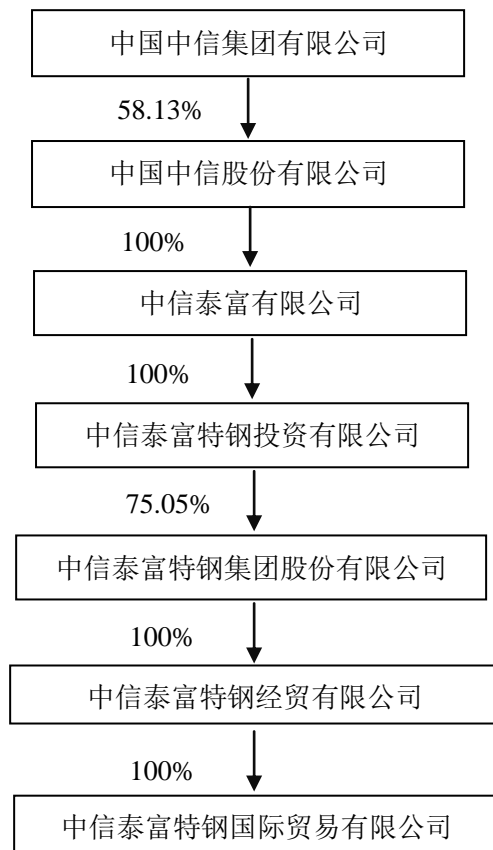 中国中信集团有限公司
58.13%
中国中信股份有限公司
100%
中信泰富有限公司
100%
中信泰富特钢投资有限公司
75.05%
中信泰富特钢集团股份有限公司
100%
中信泰富特钢经贸有限公司
100%
中信泰富特钢国际贸易有限公司